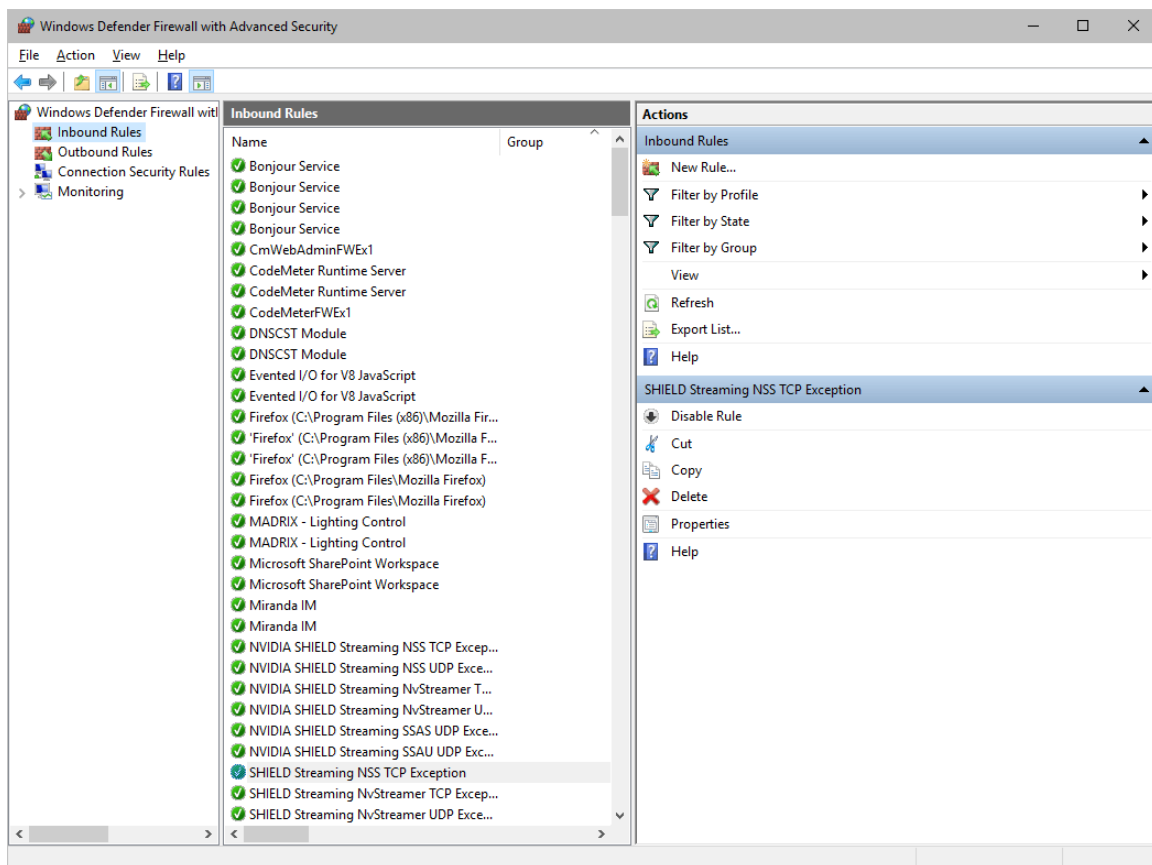 Windows Defender Firewall with Advanced Security
File Action View Help
Windows Defender Firewall witl
Inbound Rules
Outbound Rules
Connection Security Rules
Monitoring
Inbound Rules
Name Group
Bonjour Service
Bonjour Service
Bonjour Service
Bonjour Service
CmWebAdminFWEx1
CodeMeter Runtime Server
CodeMeter Runtime Server
CodeMeterFWEx1
DNSCST Module
DNSCST Module
Evented I/O for V8 JavaScript
Evented I/O for V8 JavaScript
Firefox (C:\Program Files (x86)\Mozilla Fir...
'Firefox' (C:\Program Files (x86)\Mozilla F...
'Firefox' (C:\Program Files (x86)\Mozilla F...
Firefox (C:\Program Files\Mozilla Firefox)
Firefox (C:\Program Files\Mozilla Firefox)
MADRIX - Lighting Control
MADRIX - Lighting Control
Microsoft SharePoint Workspace
Microsoft SharePoint Workspace
Miranda IM
Miranda IM
NVIDIA SHIELD Streaming NSS TCP Excep...
NVIDIA SHIELD Streaming NSS UDP Exce...
NVIDIA SHIELD Streaming NvStreamer T...
NVIDIA SHIELD Streaming NvStreamer U...
NVIDIA SHIELD Streaming SSAS UDP Exce...
NVIDIA SHIELD Streaming SSAU UDP Exc...
SHIELD Streaming NSS TCP Exception
SHIELD Streaming NvStreamer TCP Excep...
SHIELD Streaming NvStreamer UDP Exce...
Actions
Inbound Rules
New Rule...
Filter by Profile
Filter by State
Filter by Group
View
Refresh
Export List...
Help
SHIELD Streaming NSS TCP Exception
Disable Rule
Cut
Copy
Delete
Properties
Help